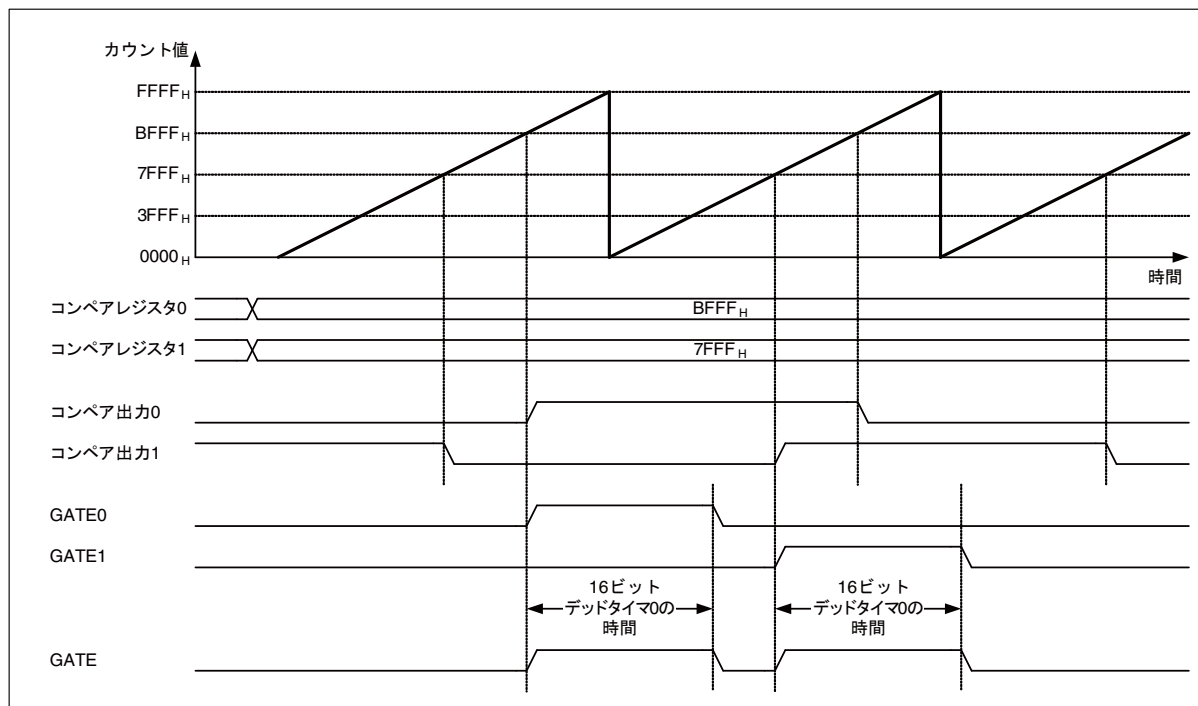 カウント値
FFFFH
BFFFH
7FFFH
3FFFH
0000H
時間
コンペアレジスタ0
BFFFH
コンペアレジスタ1
7FFFH
コンペア出力0
コンペア出力1
GATE0
GATE1
16ビット
デッドタイマ0の
時間
16ビット
デッドタイマ0の
時間
GATE